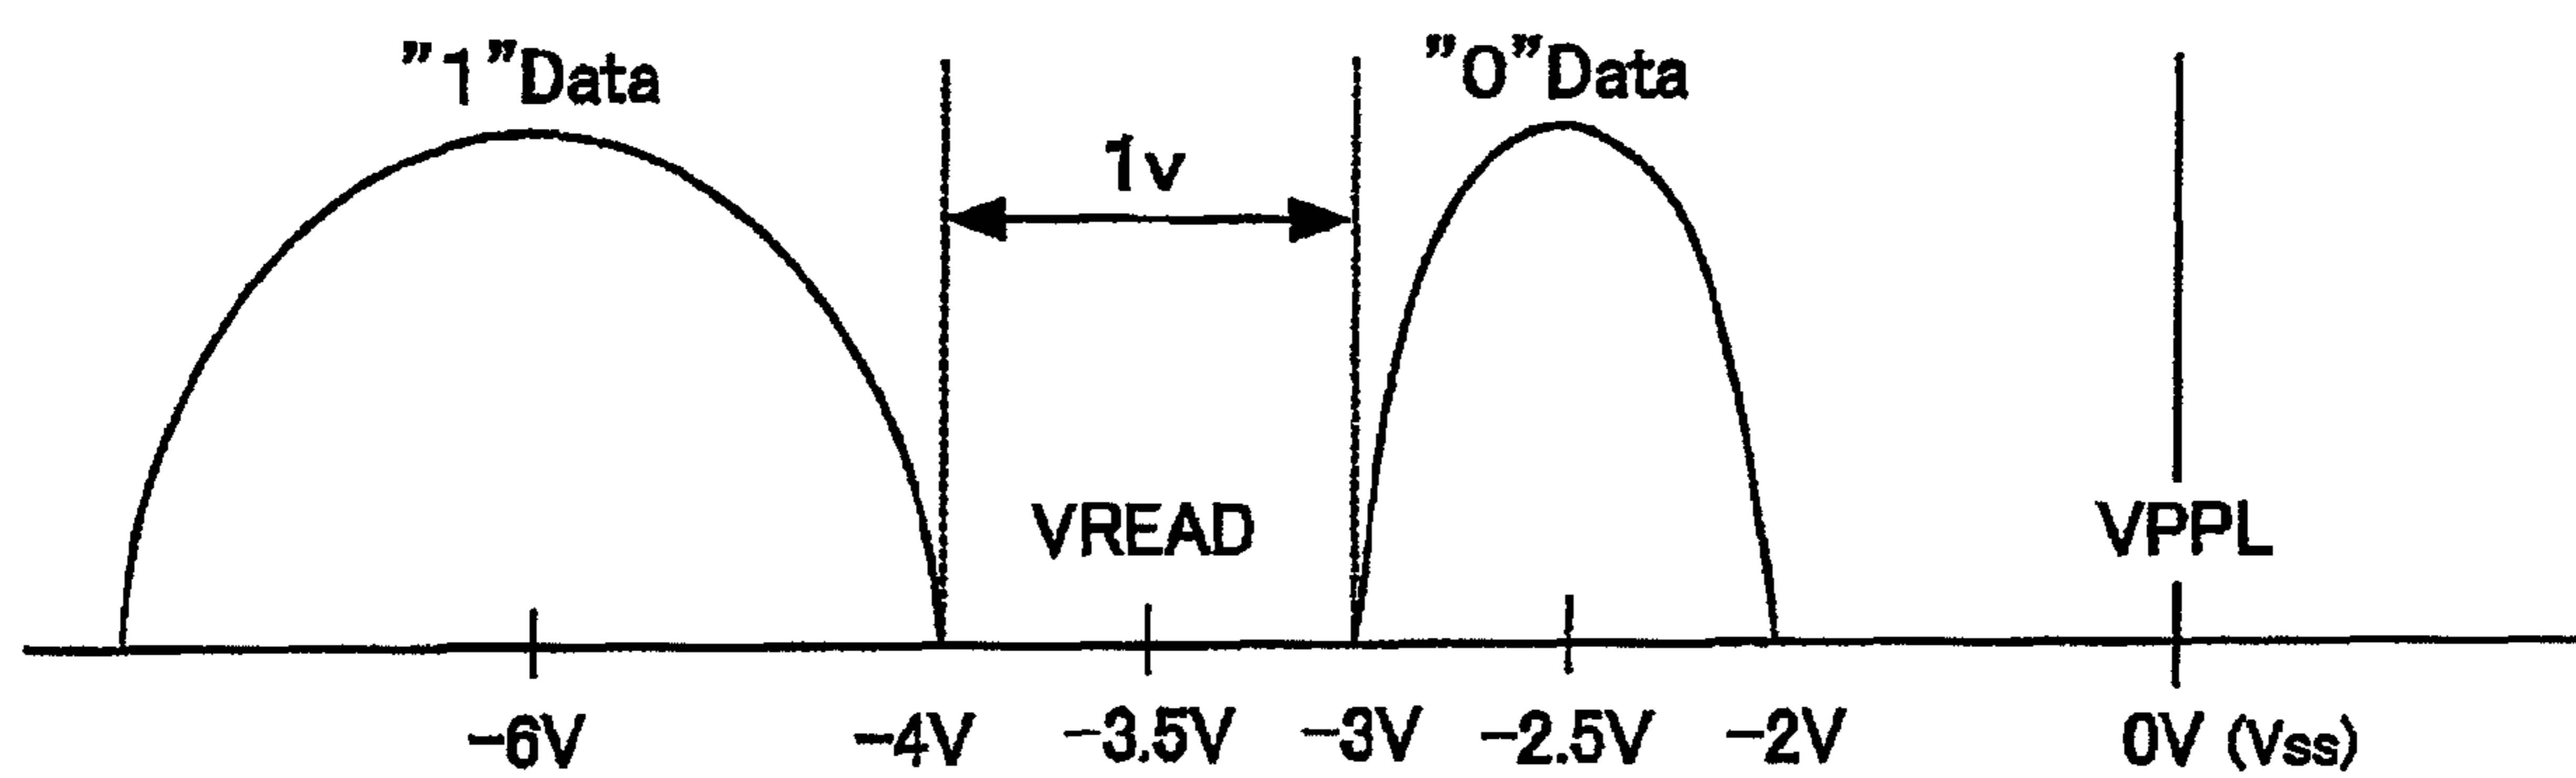 "1"Data
"0"Data
1v
VREAD
VPPL
-6V
-4V
-3.5V
-3V
-2.5V
-2V
0V (Vss)